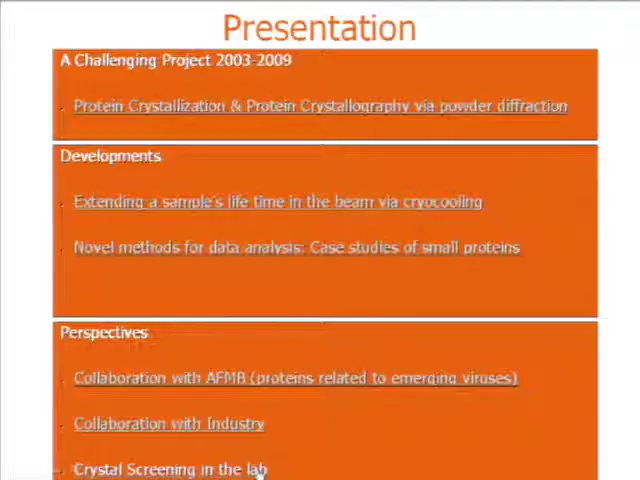 Presentation
A Challenging Project 2003-2009
Protein Crystallization & Protein Crystallography via powder diffraction
Developments
Extending a sample's life time in the beam via cryocooling
Novel methods for data analysis: Case studies of small proteins
Perspectives
Collaboration with AFMB (proteins related to emerging viruses)
Collaboration with Industry
Crystal Screening in the lab